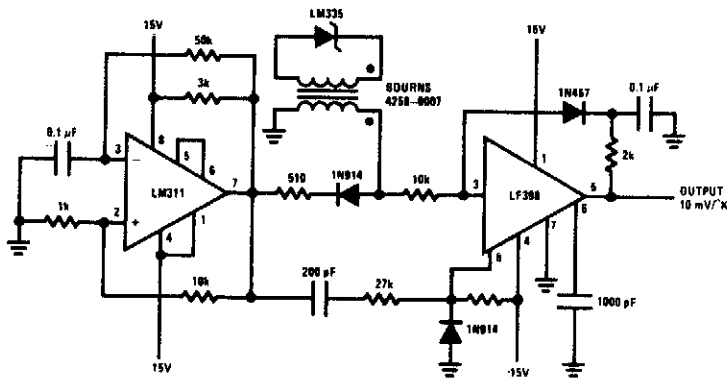 LM335
15V
50k
3k
BOURNS
4258-0007
15V
1N457
0.1 µF
0.1 µF
8
5
6
3
LM311
7
510
1N914
10k
3
1
2k
LF398
5
OUTPUT
10 mV/°K
1k
2
4
1
6
8
4
7
10k
200 pF
27k
1N914
1000 pF
15V
-15V